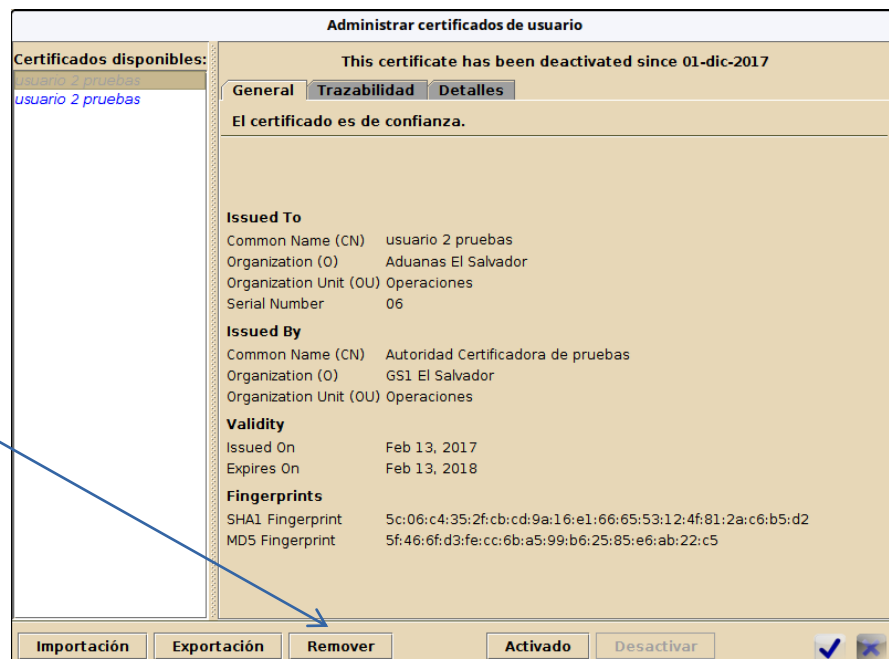 Administrar certificados de usuario
Certificados disponibles:
usuario 2 pruebas
usuario 2 pruebas
This certificate has been deactivated since 01-dic-2017
General Trazabilidad Detalles
El certificado es de confianza.
Issued To
Common Name (CN) usuario 2 pruebas
Organization (O) Aduanas El Salvador
Organization Unit (OU) Operaciones
Serial Number 06
Issued By
Common Name (CN) Autoridad Certificadora de pruebas
Organization (O) GS1 El Salvador
Organization Unit (OU) Operaciones
Validity
Issued On Feb 13, 2017
Expires On Feb 13, 2018
Fingerprints
SHA1 Fingerprint 5c:06:c4:35:2f:cb:cd:9a:16:e1:66:65:53:12:4f:81:2a:c6:b5:d2
MD5 Fingerprint 5f:46:6f:d3:fe:cc:6b:a5:99:b6:25:85:e6:ab:22:c5
Importación Exportación Remover Activado Desactivar